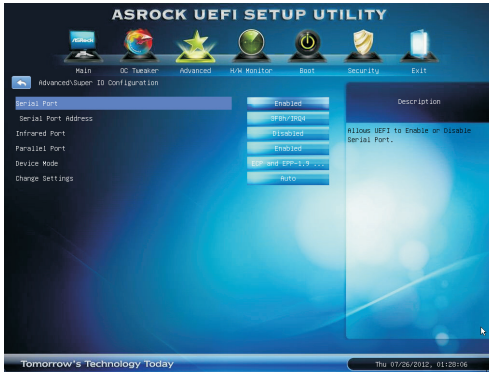 ASROCK UEFI SETUP UTILITY
ASRock
Main OC Tweaker Advanced H/W Monitor Boot Security Exit
Advanced\Super IO Configuration
Serial Port Enabled
Serial Port Address 3F8h/IRQ4
Infrared Port Disabled
Parallel Port Enabled
Device Mode ECP and EPP-1.9 ...
Change Settings Auto
Description
Allows UEFI to Enable or Disable
Serial Port.
Tomorrow's Technology Today
Thu 07/26/2012, 01:28:06